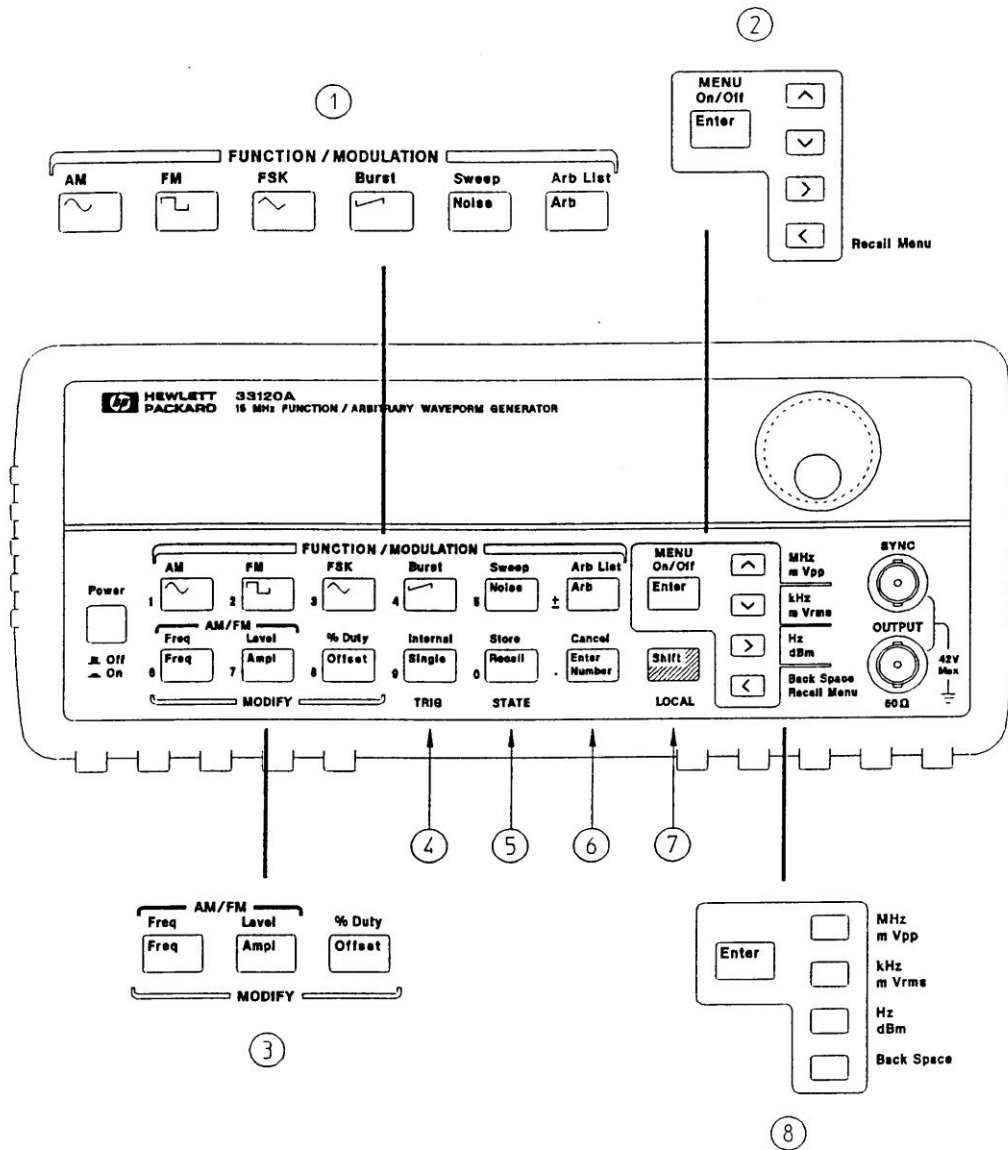 2
MENU
On/Off
Enter
^
v
>
<
Recall Menu
1
FUNCTION / MODULATION
AM FM FSK Burst Sweep Arb List
Noise Arb
HEWLETT PACKARD
33120A
15 MHz FUNCTION / ARBITRARY WAVEFORM GENERATOR
FUNCTION / MODULATION
AM FM FSK Burst Sweep Arb List
1 2 3 4 5 Noise ± Arb
MENU
On/Off
Enter
^ MHz
m Vpp
v kHz
m Vrms
> Hz
dBm
< Back Space
Recall Menu
SYNC
OUTPUT
42V
Max
50Ω
Power
Off
On
AM/FM
Freq Level % Duty Internal Store Cancel
6 Freq 7 Ampl 8 Offset 9 Single 0 Recall . Enter Number Shift
MODIFY TRIG STATE LOCAL
4 5 6 7
AM/FM
Freq Level % Duty
Freq Ampl Offset
MODIFY
3
Enter
MHz
m Vpp
kHz
m Vrms
Hz
dBm
Back Space
8